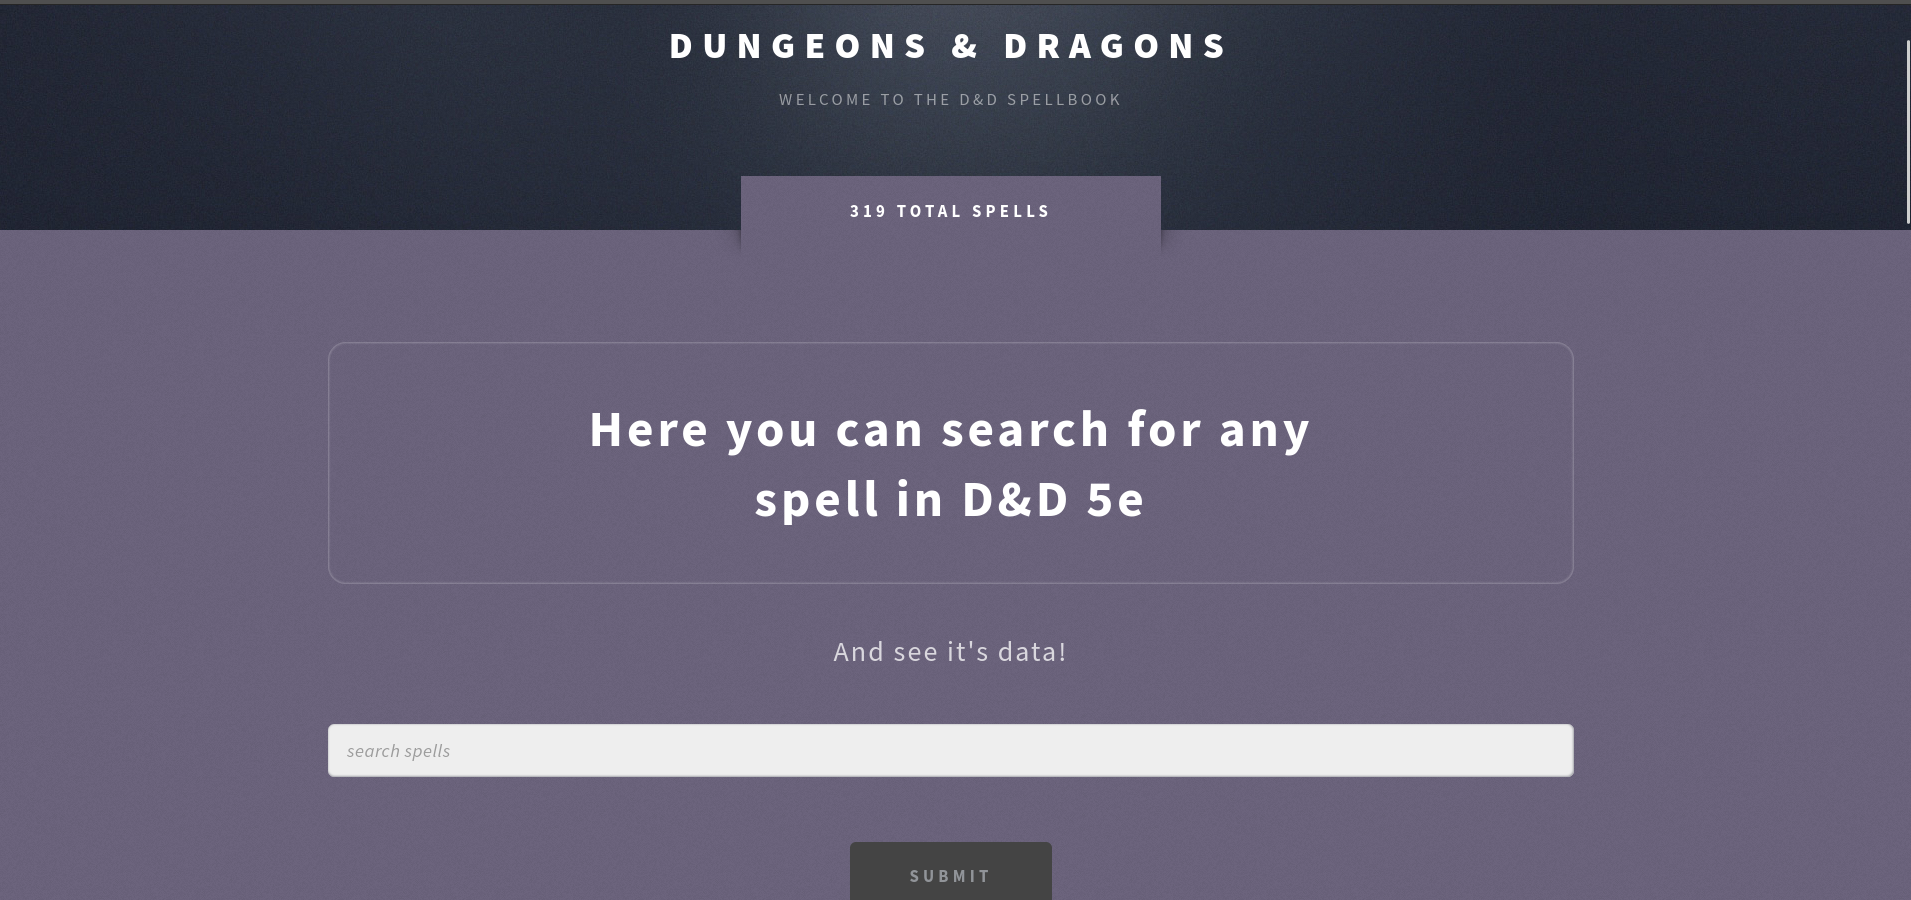 DUNGEONS & DRAGONS
WELCOME TO THE D&D SPELLBOOK
319 TOTAL SPELLS
Here you can search for any
spell in D&D 5e
And see it's data!
search spells
SUBMIT